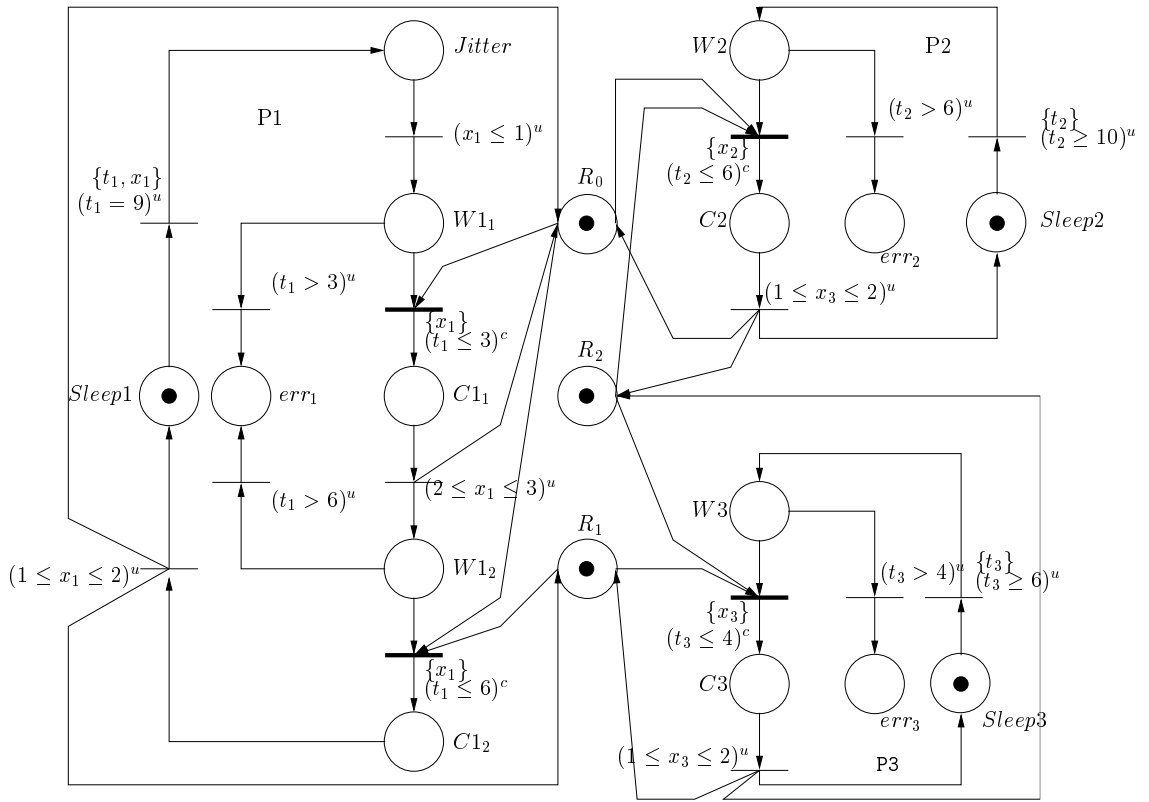 Jitter
W2
P2
P1
(x₁ ≤ 1)ᵘ
(t₂ > 6)ᵘ
{t₂}
(t₂ ≥ 10)ᵘ
{x₂}
(t₂ ≤ 6)ᶜ
{t₁, x₁}
(t₁ = 9)ᵘ
R₀
W1₁
C2
Sleep2
err₂
(t₁ > 3)ᵘ
(1 ≤ x₃ ≤ 2)ᵘ
{x₁}
(t₁ ≤ 3)ᶜ
R₂
Sleep1
err₁
C1₁
(t₁ > 6)ᵘ
(2 ≤ x₁ ≤ 3)ᵘ
W3
R₁
(1 ≤ x₁ ≤ 2)ᵘ
W1₂
(t₃ > 4)ᵘ
{t₃}
(t₃ ≥ 6)ᵘ
{x₃}
(t₃ ≤ 4)ᶜ
{x₁}
(t₁ ≤ 6)ᶜ
C3
err₃
Sleep3
C1₂
(1 ≤ x₃ ≤ 2)ᵘ
P3